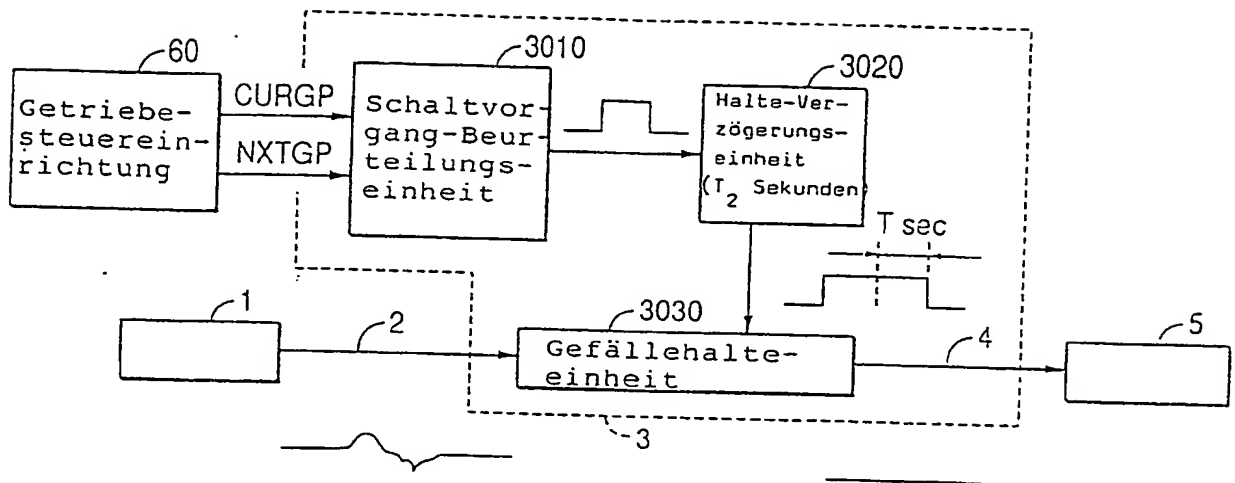 60
3010
3020
Getriebe-
steuerein-
richtung
CURGP
NXTGP
Schaltvor-
gang-Beur-
teilungs-
einheit
Halte-Ver-
zögerungs-
einheit
(T2 Sekunden)
T sec
1
2
3030
Gefällehalte-
einheit
4
5
3